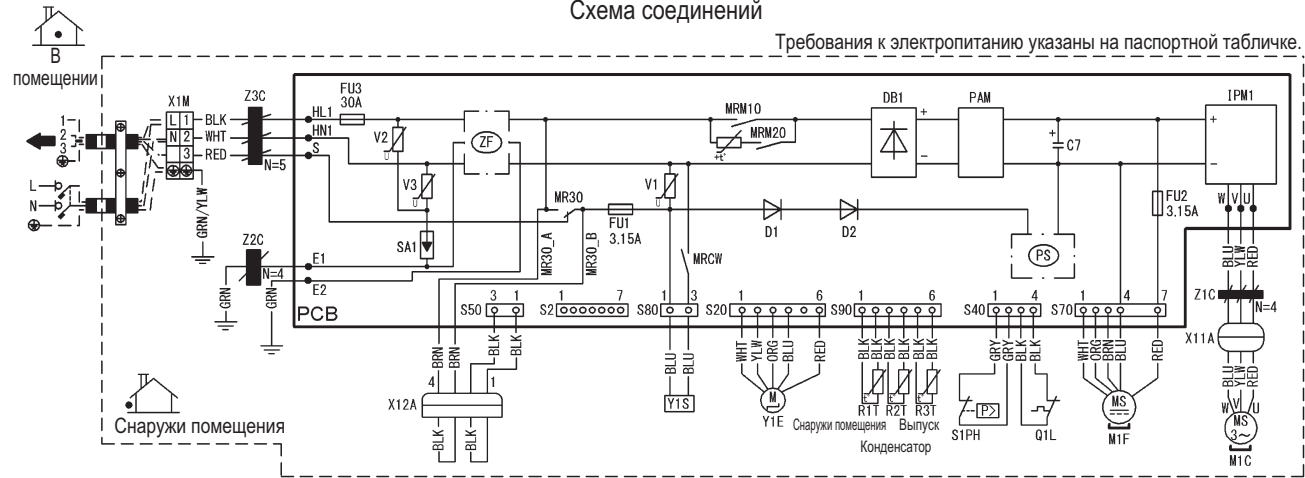 Схема соединений
Требования к электропитанию указаны на паспортной табличке.
В
помещении
X1M
Z3C
FU3
30A
HL1
HN1
S
L 1 BLK
N 2 WHT
3 RED
N=5
1
2
3
L
N
GRN/YLW
V2
U
V3
U
SA1
ZF
MR30
MR30_A
MR30_B
FU1
3.15A
V1
U
MRCW
MRM10
MRM20
+t°
DB1
+
−
PAM
+
C7
D1
D2
PS
FU2
3.15A
IPM1
+
−
W V U
BLU
YLW
RED
Z1C
N=4
X11A
BLU
YLW
RED
W V U
MS
3~
M1C
Z2C
N=4
GRN
GRN
E1
E2
PCB
S50 3 1
S2 1 7
S80 1 3
S20 1 6
S90 1 6
S40 1 4
S70 1 4 7
BRN
BRN
BLK
BLK
4 1
X12A
BLK
BLK
BLU
BLU
Y1S
WHT
YLW
ORG
BLU
RED
M
Y1E
BLK
BLK
BLK
BLK
BLK
BLK
t° t° t°
R1T R2T R3T
Снаружи помещения Выпуск
Конденсатор
GRY
GRY
BLK
BLK
P>
S1PH
Q1L
WHT
ORG
BRN
BLU
RED
MS
M1F
Снаружи помещения